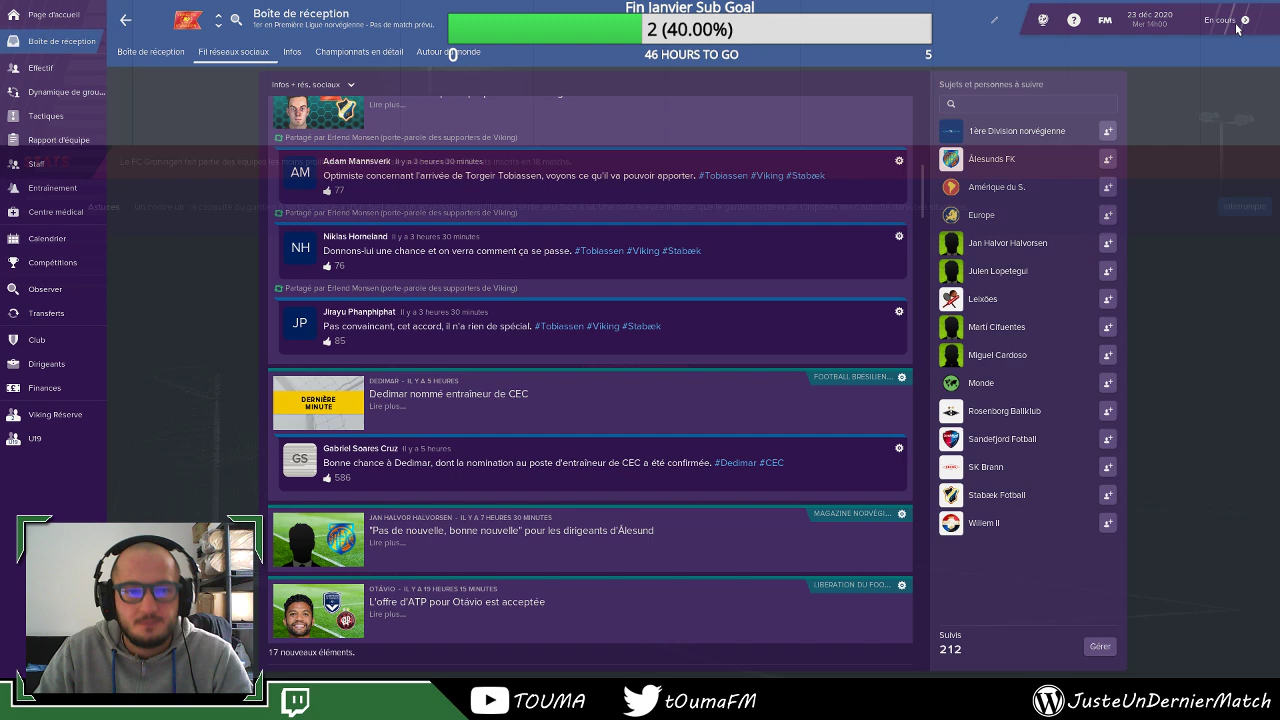 Fin Janvier Sub Goal
2 (40.00%)
0
46 HOURS TO GO
5
Boîte de réception
1er en Première Ligue norvégienne - Pas de match prévu.
FM
23 déc 2020
Mer 14h00
En cours
Boîte de réception
Fil réseaux sociaux
Infos
Championnats en détail
Autour du monde
Page d'accueil
Boîte de réception
Effectif
Dynamique de grou...
Tactiques
Rapport d'équipe
Staff
Entraînement
Centre médical
Calendrier
Compétitions
Observer
Transferts
Club
Dirigeants
Finances
Viking Réserve
U19
Infos + rés. sociaux
Lire plus...
Partagé par Erlend Monsen (porte-parole des supporters de Viking)
AM
Adam Mannsverk Il y a 3 heures 30 minutes
Optimiste concernant l'arrivée de Torgeir Tobiassen, voyons ce qu'il va pouvoir apporter. #Tobiassen #Viking #Stabæk
77
Partagé par Erlend Monsen (porte-parole des supporters de Viking)
NH
Niklas Horneland Il y a 3 heures 30 minutes
Donnons-lui une chance et on verra comment ça se passe. #Tobiassen #Viking #Stabæk
76
Partagé par Erlend Monsen (porte-parole des supporters de Viking)
JP
Jirayu Phanphiphat Il y a 3 heures 30 minutes
Pas convaincant, cet accord, il n'a rien de spécial. #Tobiassen #Viking #Stabæk
85
DERNIÈRE MINUTE
DEDIMAR - IL Y A 5 HEURES
FOOTBALL BRÉSILIEN...
Dedimar nommé entraîneur de CEC
Lire plus...
GS
Gabriel Soares Cruz Il y a 5 heures
Bonne chance à Dedimar, dont la nomination au poste d'entraîneur de CEC a été confirmée. #Dedimar #CEC
586
JAN HALVOR HALVORSEN - IL Y A 7 HEURES 30 MINUTES
MAGAZINE NORVÉGI...
"Pas de nouvelle, bonne nouvelle" pour les dirigeants d'Ålesund
Lire plus...
OTÁVIO - IL Y A 19 HEURES 15 MINUTES
LIBÉRATION DU FOO...
L'offre d'ATP pour Otávio est acceptée
Lire plus...
17 nouveaux éléments.
Sujets et personnes à suivre
1ère Division norvégienne
Ålesunds FK
Amérique du S.
Europe
Jan Halvor Halvorsen
Julen Lopetegui
Leixões
Martí Cifuentes
Miguel Cardoso
Monde
Rosenborg Ballklub
Sandefjord Fotball
SK Brann
Stabæk Fotball
Willem II
Suivis
212
Gérer
Interrompre
Astuces
TOUMA
tOumaFM
JusteUnDernierMatch